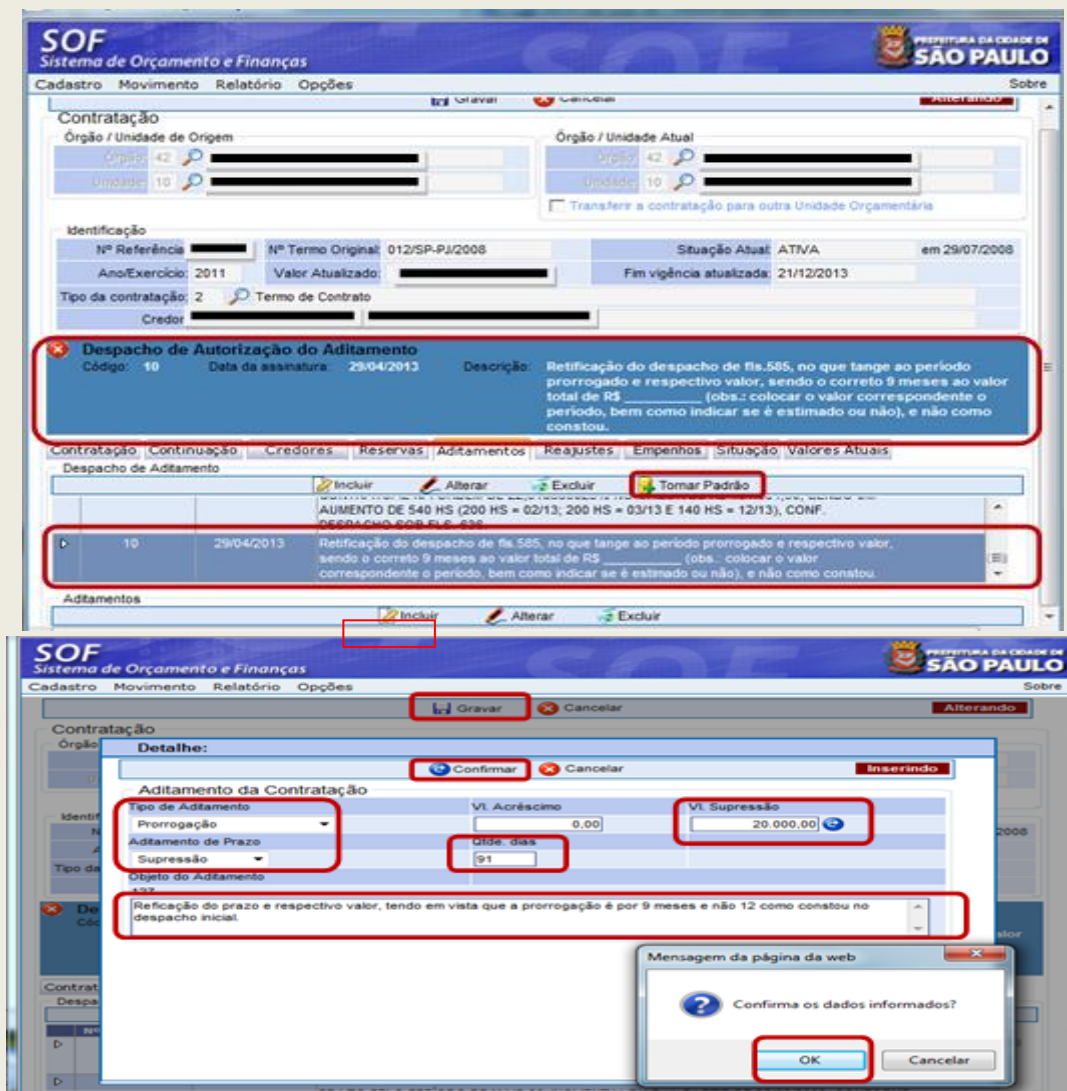 SOF
Sistema de Orçamento e Finanças
PREFEITURA DA CIDADE DE
SÃO PAULO
Cadastro Movimento Relatório Opções Sobre
Gravar Cancelar Alterando
Contratação
Órgão / Unidade de Origem Órgão / Unidade Atual
Órgão: 42 Órgão: 42
Unidade: 10 Unidade: 10
Transferir a contratação para outra Unidade Orçamentária
Identificação
Nº Referência Nº Termo Original: 012/SP-PJ/2008 Situação Atual: ATIVA em 29/07/2008
Ano/Exercício: 2011 Valor Atualizado: Fim vigência atualizada: 21/12/2013
Tipo da contratação: 2 Termo de Contrato
Credor
Despacho de Autorização do Aditamento
Código: 10 Data da assinatura: 29/04/2013 Descrição: Retificação do despacho de fls.585, no que tange ao período
prorrogado e respectivo valor, sendo o correto 9 meses ao valor
total de R$ __________ (obs.: colocar o valor correspondente o
período, bem como indicar se é estimado ou não), e não como
constou.
Contratação Continuação Credores Reservas Aditamentos Reajustes Empenhos Situação Valores Atuais
Despacho de Aditamento
Incluir Alterar Excluir Tornar Padrão
AUMENTO DE 540 HS (200 HS = 02/13; 200 HS = 03/13 E 140 HS = 12/13), CONF.
DESPACHO SOB FLS. 636.
10 29/04/2013 Retificação do despacho de fls.585, no que tange ao período prorrogado e respectivo valor,
sendo o correto 9 meses ao valor total de R$ __________ (obs.: colocar o valor
correspondente o período, bem como indicar se é estimado ou não), e não como constou.
Aditamentos
Incluir Alterar Excluir
SOF
Sistema de Orçamento e Finanças
PREFEITURA DA CIDADE DE
SÃO PAULO
Cadastro Movimento Relatório Opções Sobre
Gravar Cancelar Alterando
Contratação
Detalhe:
Confirmar Cancelar Inserindo
Aditamento da Contratação
Tipo de Aditamento Vl. Acréscimo Vl. Supressão
Prorrogação 0,00 20.000,00
Aditamento de Prazo Qtde. dias
Supressão 91
Objeto do Aditamento
137
Reficação do prazo e respectivo valor, tendo em vista que a prorrogação é por 9 meses e não 12 como constou no
despacho inicial.
Mensagem da página da web
Confirma os dados informados?
OK Cancelar